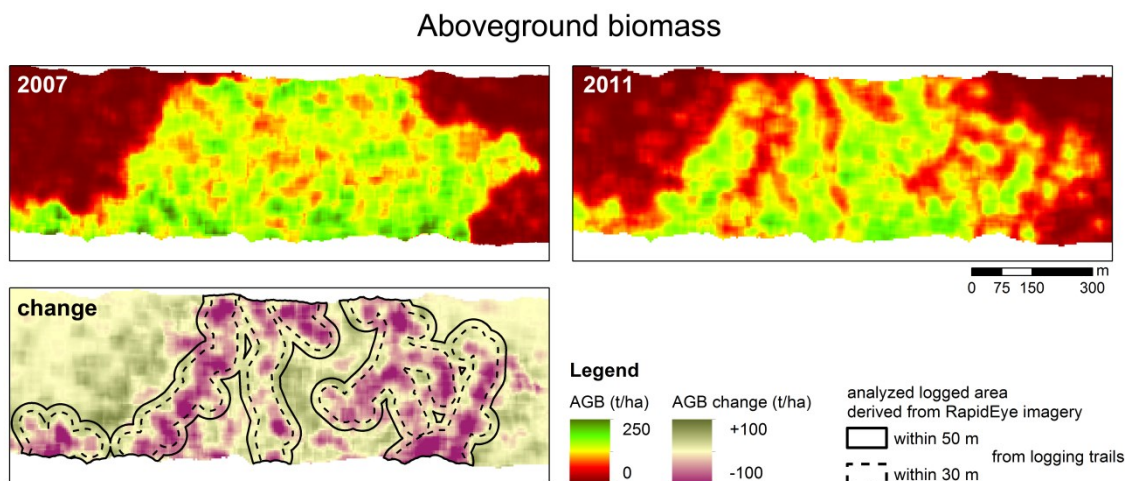 Aboveground biomass
2007
2011
m
0 75 150 300
change
Legend
AGB (t/ha)
250
0
AGB change (t/ha)
+100
-100
analyzed logged area
derived from RapidEye imagery
within 50 m
from logging trails
within 30 m